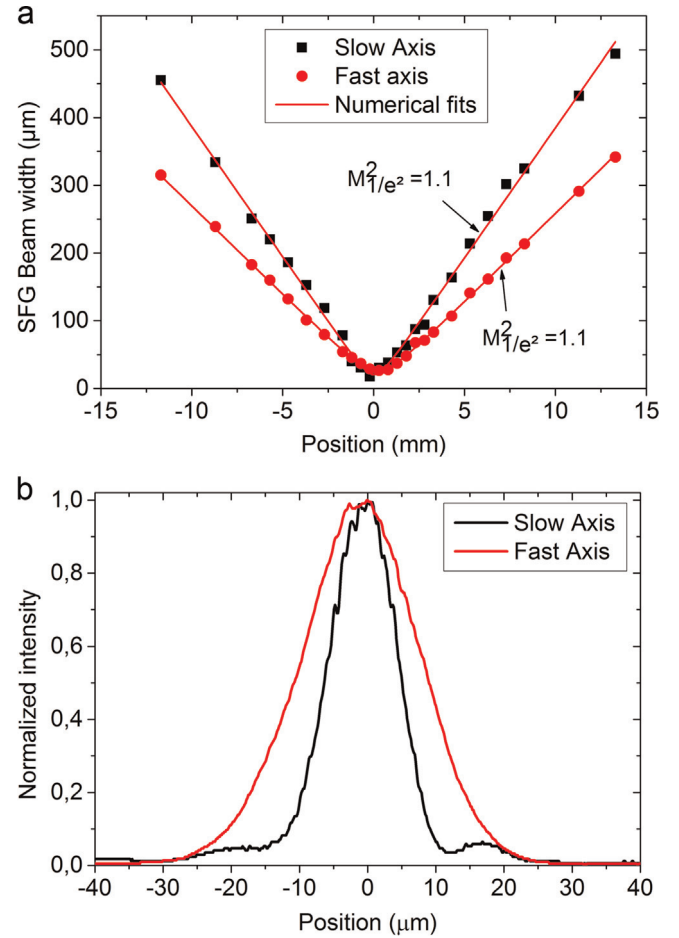 a
500
400
300
200
100
0
SFG Beam width (μm)
Slow Axis
Fast axis
Numerical fits
M²1/e² =1.1
M²1/e² =1.1
-15 -10 -5 0 5 10 15
Position (mm)
b
1,0
0,8
0,6
0,4
0,2
0,0
Normalized intensity
Slow Axis
Fast Axis
-40 -30 -20 -10 0 10 20 30 40
Position (μm)